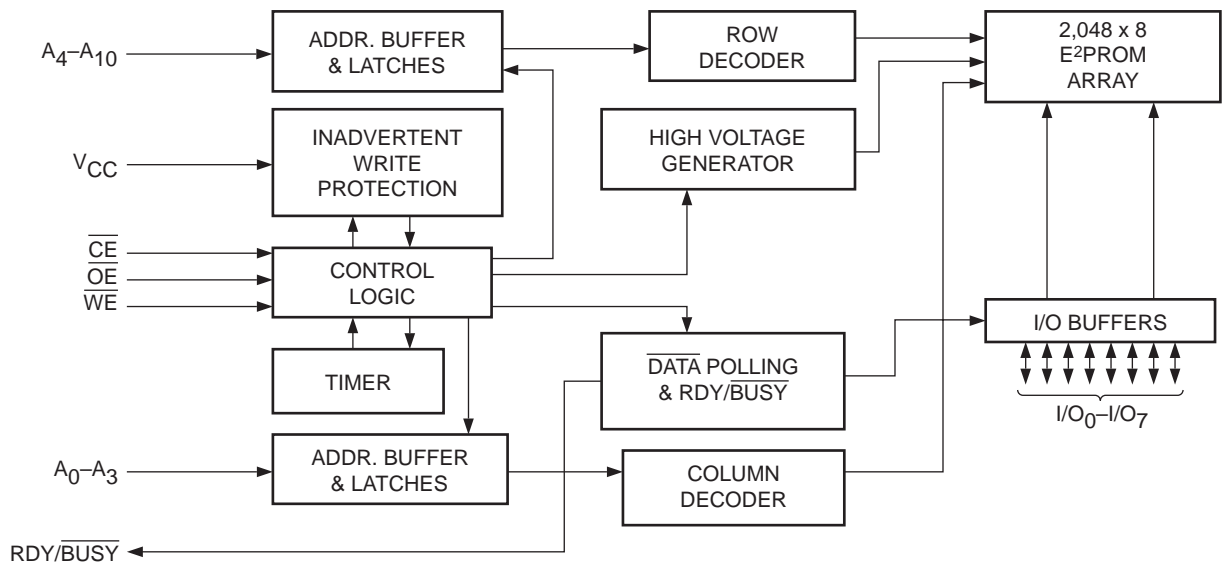 A4–A10
ADDR. BUFFER
& LATCHES
ROW
DECODER
2,048 x 8
E²PROM
ARRAY
VCC
INADVERTENT
WRITE
PROTECTION
HIGH VOLTAGE
GENERATOR
CE
OE
WE
CONTROL
LOGIC
I/O BUFFERS
TIMER
DATA POLLING
& RDY/BUSY
I/O0–I/O7
A0–A3
ADDR. BUFFER
& LATCHES
COLUMN
DECODER
RDY/BUSY